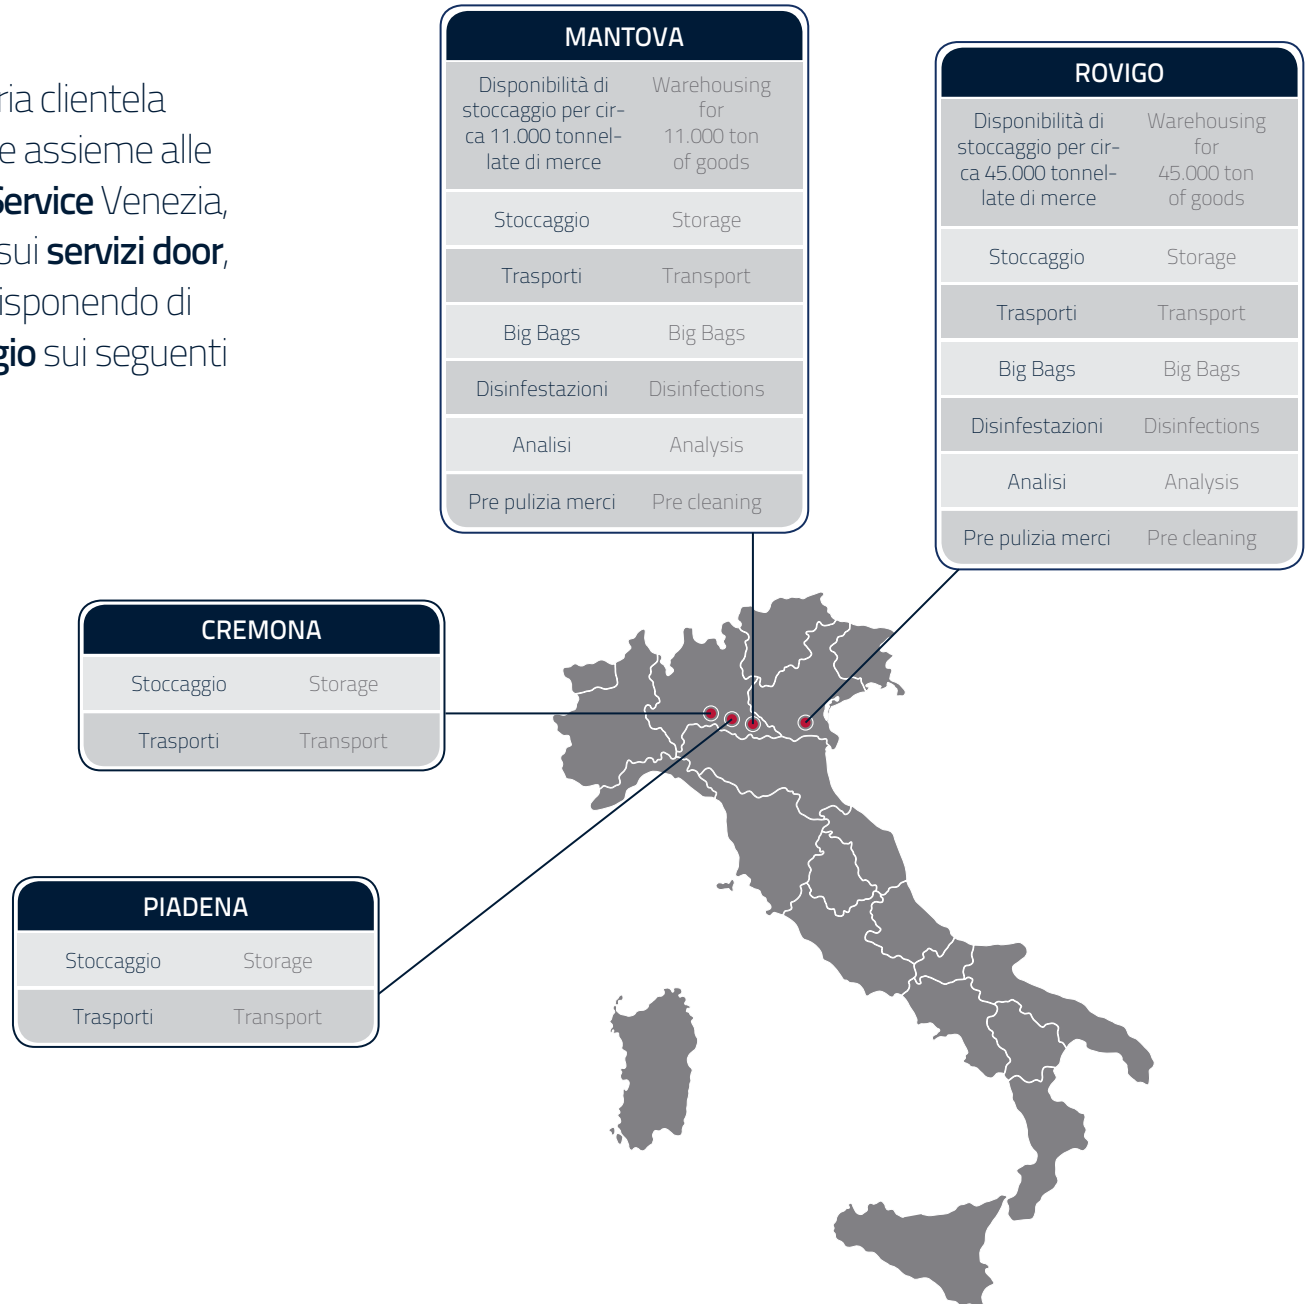 ria clientela
e assieme alle
Service Venezia,
sui servizi door,
isponendo di
gio sui seguenti
MANTOVA
Disponibilità di
stoccaggio per cir-
ca 11.000 tonnel-
late di merce
Warehousing
for
11.000 ton
of goods
Stoccaggio Storage
Trasporti Transport
Big Bags Big Bags
Disinfestazioni Disinfections
Analisi Analysis
Pre pulizia merci Pre cleaning
ROVIGO
Disponibilità di
stoccaggio per cir-
ca 45.000 tonnel-
late di merce
Warehousing
for
45.000 ton
of goods
Stoccaggio Storage
Trasporti Transport
Big Bags Big Bags
Disinfestazioni Disinfections
Analisi Analysis
Pre pulizia merci Pre cleaning
CREMONA
Stoccaggio Storage
Trasporti Transport
PIADENA
Stoccaggio Storage
Trasporti Transport